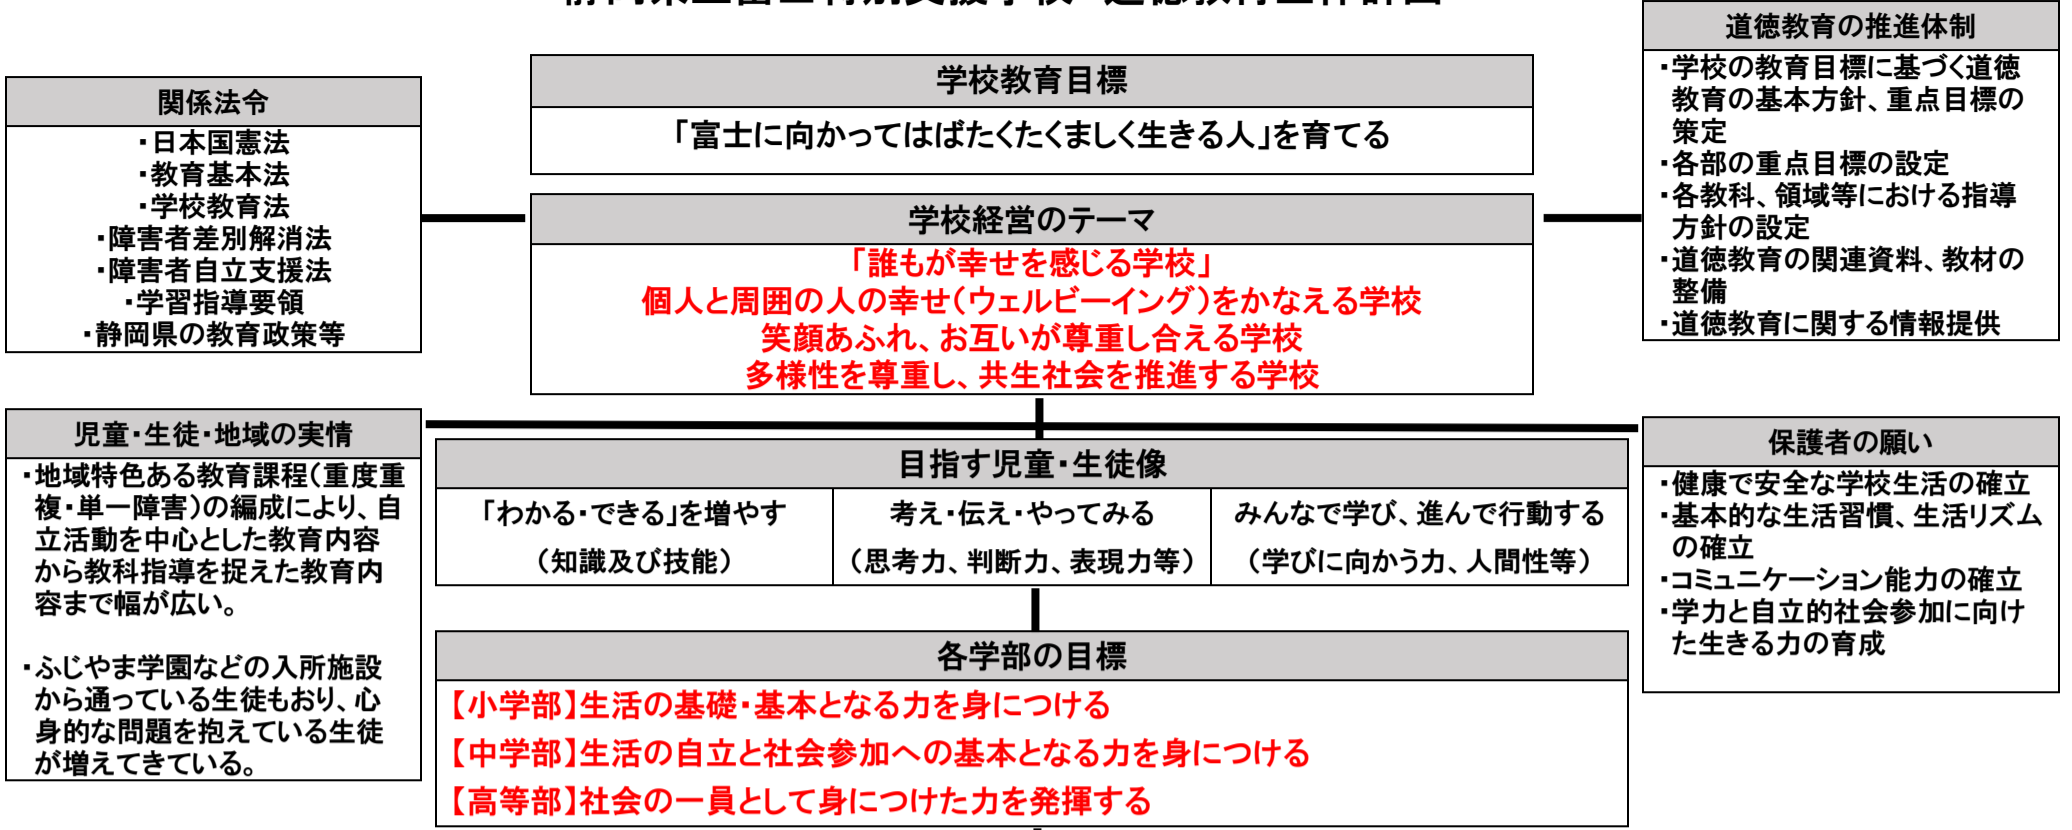 道徳教育の推進体制
・学校の教育目標に基づく道徳
教育の基本方針、重点目標の
策定
・各部の重点目標の設定
・各教科、領域等における指導
方針の設定
・道徳教育の関連資料、教材の
整備
・道徳教育に関する情報提供
学校教育目標
「富士に向かってはばたくたくましく生きる人」を育てる
関係法令
・日本国憲法
・教育基本法
・学校教育法
・障害者差別解消法
・障害者自立支援法
・学習指導要領
・静岡県の教育政策等
学校経営のテーマ
「誰もが幸せを感じる学校」
個人と周囲の人の幸せ（ウェルビーイング）をかなえる学校
笑顔あふれ、お互いが尊重し合える学校
多様性を尊重し、共生社会を推進する学校
児童・生徒・地域の実情
・地域特色ある教育課程（重度重
複・単一障害）の編成により、自
立活動を中心とした教育内容
から教科指導を捉えた教育内
容まで幅が広い。
・ふじやま学園などの入所施設
から通っている生徒もおり、心
身的な問題を抱えている生徒
が増えてきている。
目指す児童・生徒像
「わかる・できる」を増やす
（知識及び技能）
考え・伝え・やってみる
（思考力、判断力、表現力等）
みんなで学び、進んで行動する
（学びに向かう力、人間性等）
保護者の願い
・健康で安全な学校生活の確立
・基本的な生活習慣、生活リズム
の確立
・コミュニケーション能力の確立
・学力と自立的社会参加に向け
た生きる力の育成
各学部の目標
【小学部】生活の基礎・基本となる力を身につける
【中学部】生活の自立と社会参加への基本となる力を身につける
【高等部】社会の一員として身につけた力を発揮する